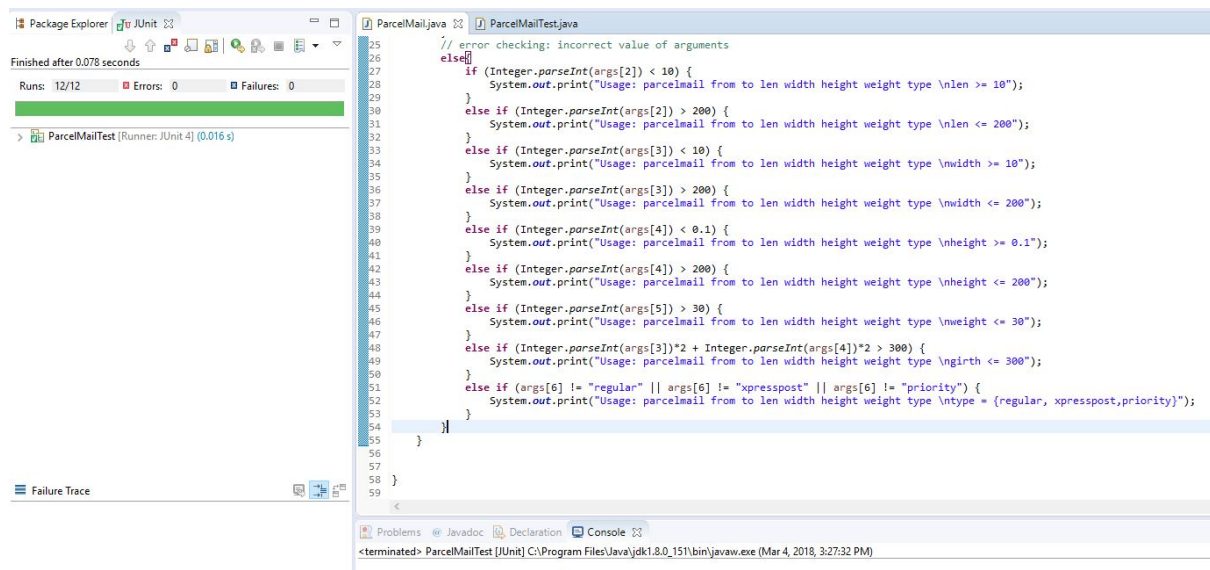 Package Explorer JUnit
Finished after 0.078 seconds
Runs: 12/12 Errors: 0 Failures: 0
ParcelMailTest [Runner: JUnit 4] (0.016 s)
Failure Trace
ParcelMail.java ParcelMailTest.java
25 // error checking: incorrect value of arguments
26 else{
27 if (Integer.parseInt(args[2]) < 10) {
28 System.out.print("Usage: parcelmail from to len width height weight type \nlen >= 10");
29 }
30 else if (Integer.parseInt(args[2]) > 200) {
31 System.out.print("Usage: parcelmail from to len width height weight type \nlen <= 200");
32 }
33 else if (Integer.parseInt(args[3]) < 10) {
34 System.out.print("Usage: parcelmail from to len width height weight type \nwidth >= 10");
35 }
36 else if (Integer.parseInt(args[3]) > 200) {
37 System.out.print("Usage: parcelmail from to len width height weight type \nwidth <= 200");
38 }
39 else if (Integer.parseInt(args[4]) < 0.1) {
40 System.out.print("Usage: parcelmail from to len width height weight type \nheight >= 0.1");
41 }
42 else if (Integer.parseInt(args[4]) > 200) {
43 System.out.print("Usage: parcelmail from to len width height weight type \nheight <= 200");
44 }
45 else if (Integer.parseInt(args[5]) > 30) {
46 System.out.print("Usage: parcelmail from to len width height weight type \nweight <= 30");
47 }
48 else if (Integer.parseInt(args[3])*2 + Integer.parseInt(args[4])*2 > 300) {
49 System.out.print("Usage: parcelmail from to len width height weight type \ngirth <= 300");
50 }
51 else if (args[6] != "regular" || args[6] != "xpresspost" || args[6] != "priority") {
52 System.out.print("Usage: parcelmail from to len width height weight type \ntype = {regular, xpresspost,priority}");
53 }
54 }
55 }
56
57
58 }
59
Problems Javadoc Declaration Console
<terminated> ParcelMailTest [JUnit] C:\Program Files\Java\jdk1.8.0_151\bin\javaw.exe (Mar 4, 2018, 3:27:32 PM)